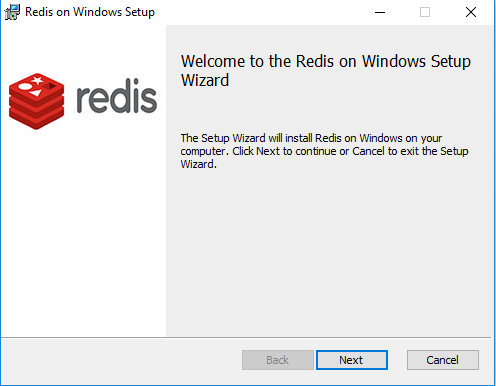 Redis on Windows Setup
redis
Welcome to the Redis on Windows Setup
Wizard
The Setup Wizard will install Redis on Windows on your
computer. Click Next to continue or Cancel to exit the Setup
Wizard.
Back
Next
Cancel